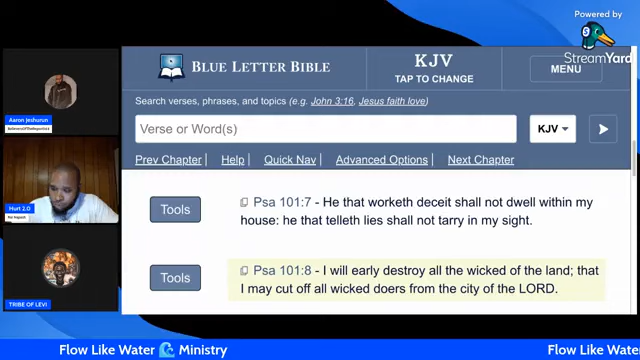 Powered by
StreamYard
BLUE LETTER BIBLE
KJV
TAP TO CHANGE
MENU
Search verses, phrases, and topics (e.g. John 3:16, Jesus faith love)
Verse or Word(s)
KJV
Prev Chapter | Help | Quick Nav | Advanced Options | Next Chapter
Tools
Psa 101:7 - He that worketh deceit shall not dwell within my
house: he that telleth lies shall not tarry in my sight.
Tools
Psa 101:8 - I will early destroy all the wicked of the land; that
I may cut off all wicked doers from the city of the LORD.
Aaron Jeshurun
Hurt 2.0
TRIBE OF LEVI
Flow Like Water 🌊 Ministry
Flow Like Water